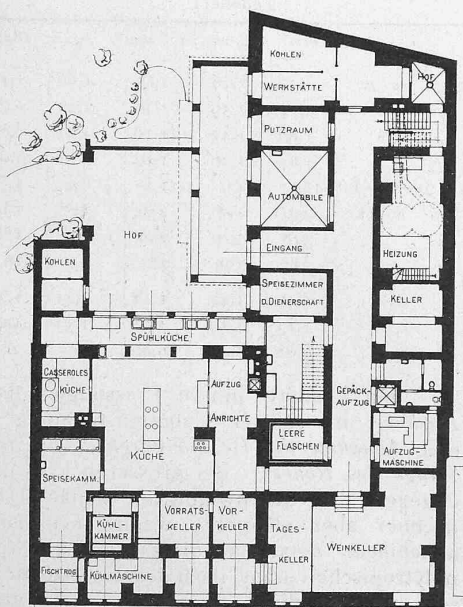 KOHLEN
WERKSTÄTTE
HOF
PUTZRAUM
AUTOMOBILE
HOF
EINGANG
HEIZUNG
KOHLEN
SPEISEZIMMER
D. DIENERSCHAFT
KELLER
SPÜHLKÜCHE
CASSEROLES
KÜCHE
AUFZUG
ANRICHTE
GEPÄCK-
AUFZUG
LEERE
FLASCHEN
AUFZUG-
MASCHINE
KÜCHE
SPEISEKAMM.
KÜHL-
KAMMER
VORRATS-
KELLER
VOR-
KELLER
TAGES-
KELLER
WEINKELLER
FISCHTROG
KÜHLMASCHINE